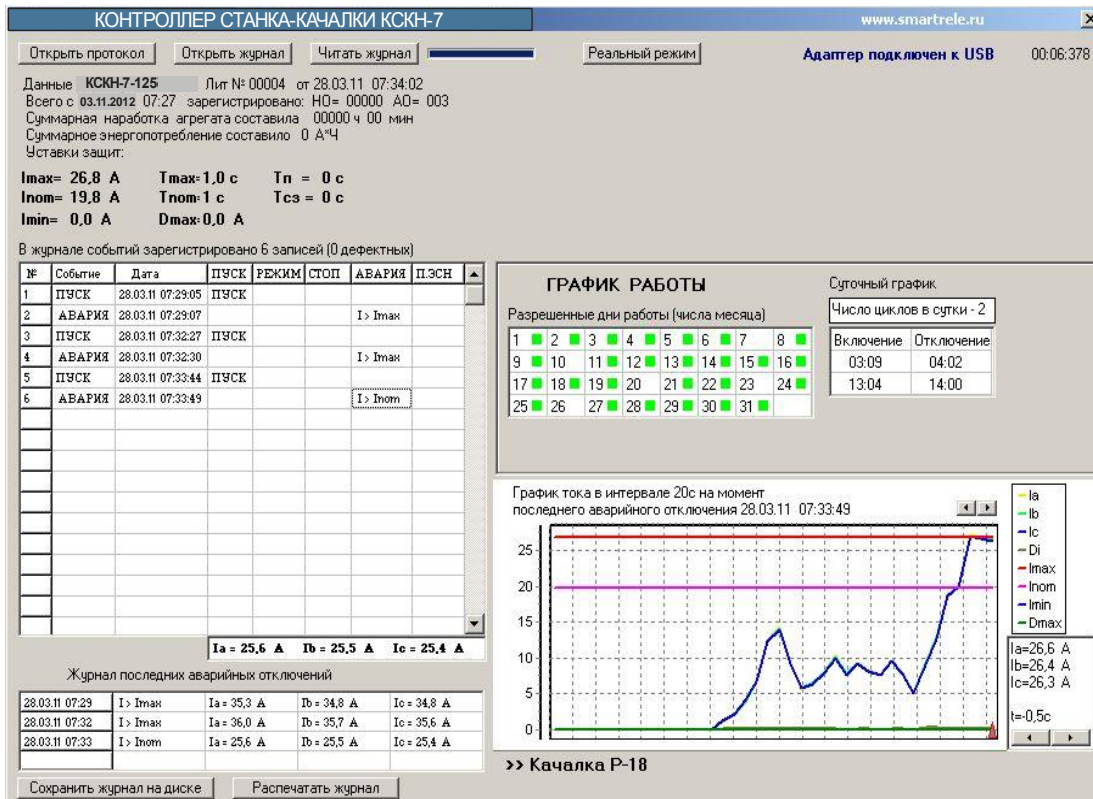 КОНТРОЛЛЕР СТАНКА-КАЧАЛКИ КСКН-7 www.smartrele.ru
Открыть протокол Открыть журнал Читать журнал Реальный режим Адаптер подключен к USB 00:06:378
Данные КСКН-7-125 Лит № 00004 от 28.03.11 07:34:02
Всего с 03.11.2012 07:27 зарегистрировано: НО= 00000 АО= 003
Суммарная наработка агрегата составила 00000 ч 00 мин
Суммарное энергопотребление составило 0 А*Ч
Уставки защит:
Imax= 26,8 А Tmax=1,0 с Тп = 0 с
Inom= 19,8 А Tnom=1 с Тсз = 0 с
Imin= 0,0 А Dmax=0,0 А
В журнале событий зарегистрировано 6 записей (0 дефектных)
№ Событие Дата ПУСК РЕЖИМ СТОП АВАРИЯ П.ЭСН
1 ПУСК 28.03.11 07:29:05 ПУСК
2 АВАРИЯ 28.03.11 07:29:07 I > Imax
3 ПУСК 28.03.11 07:32:27 ПУСК
4 АВАРИЯ 28.03.11 07:32:30 I > Imax
5 ПУСК 28.03.11 07:33:44 ПУСК
6 АВАРИЯ 28.03.11 07:33:49 I > Inom
Ia = 25,6 А Ib = 25,5 А Ic = 25,4 А
Журнал последних аварийных отключений
28.03.11 07:29 I > Imax Ia = 35,3 А Ib = 34,8 А Ic = 34,8 А
28.03.11 07:32 I > Imax Ia = 36,0 А Ib = 35,7 А Ic = 35,6 А
28.03.11 07:33 I > Inom Ia = 25,6 А Ib = 25,5 А Ic = 25,4 А
Сохранить журнал на диске Распечатать журнал
ГРАФИК РАБОТЫ
Разрешенные дни работы (числа месяца)
1 2 3 4 5 6 7 8
9 10 11 12 13 14 15 16
17 18 19 20 21 22 23 24
25 26 27 28 29 30 31
Суточный график
Число циклов в сутки - 2
Включение Отключение
03:09 04:02
13:04 14:00
График тока в интервале 20с на момент
последнего аварийного отключения 28.03.11 07:33:49
25
20
15
10
5
0
Ia
Ib
Ic
Di
Imax
Inom
Imin
Dmax
Ia=26,6 А
Ib=26,4 А
Ic=26,3 А
t=-0,5с
>> Качалка Р-18